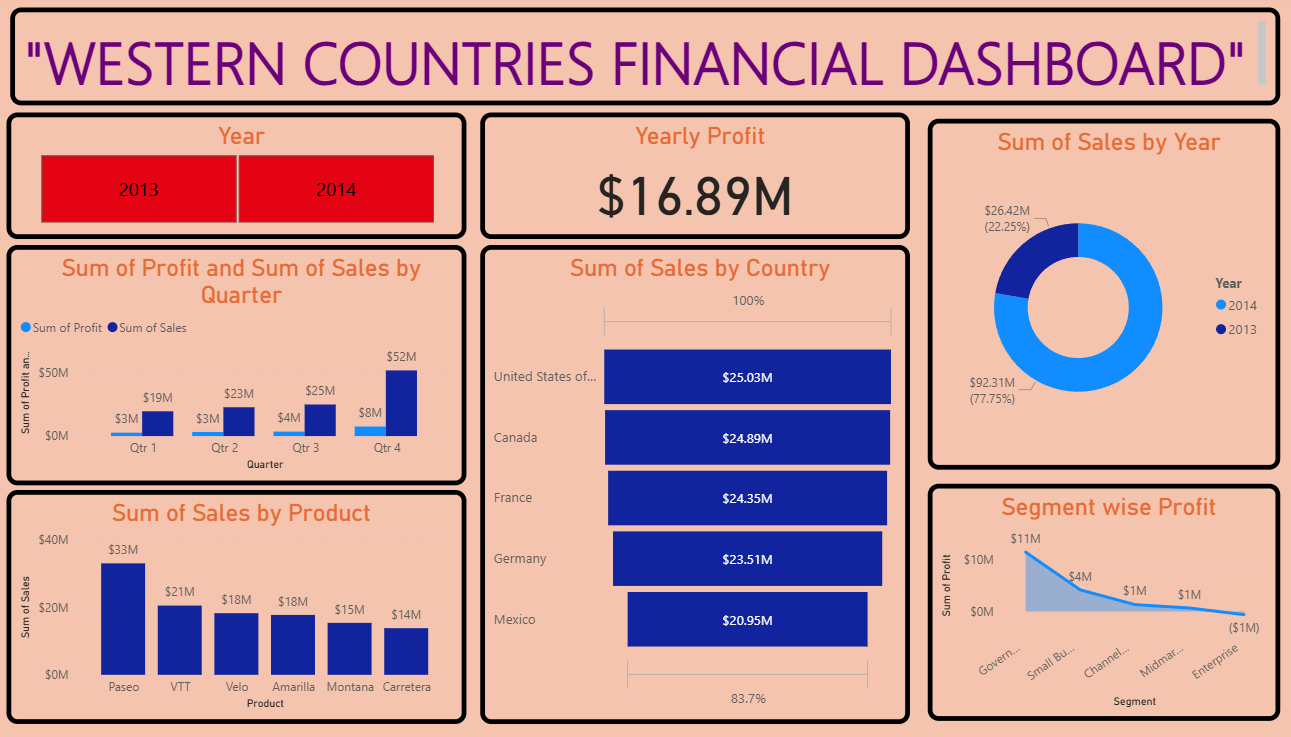 "WESTERN COUNTRIES FINANCIAL DASHBOARD"
Year
2013
2014
Yearly Profit
$16.89M
Sum of Sales by Year
$26.42M
(22.25%)
$92.31M
(77.75%)
Year
2014
2013
Sum of Profit and Sum of Sales by
Quarter
Sum of Profit
Sum of Sales
Sum of Profit an...
$50M
$0M
$3M
$19M
$3M
$23M
$4M
$25M
$8M
$52M
Qtr 1
Qtr 2
Qtr 3
Qtr 4
Quarter
Sum of Sales by Country
100%
United States of...
$25.03M
Canada
$24.89M
France
$24.35M
Germany
$23.51M
Mexico
$20.95M
83.7%
Sum of Sales by Product
Sum of Sales
$40M
$20M
$0M
$33M
$21M
$18M
$18M
$15M
$14M
Paseo
VTT
Velo
Amarilla
Montana
Carretera
Product
Segment wise Profit
Sum of Profit
$10M
$0M
$11M
$4M
$1M
$1M
($1M)
Govern...
Small Bu...
Channel...
Midmar...
Enterprise
Segment